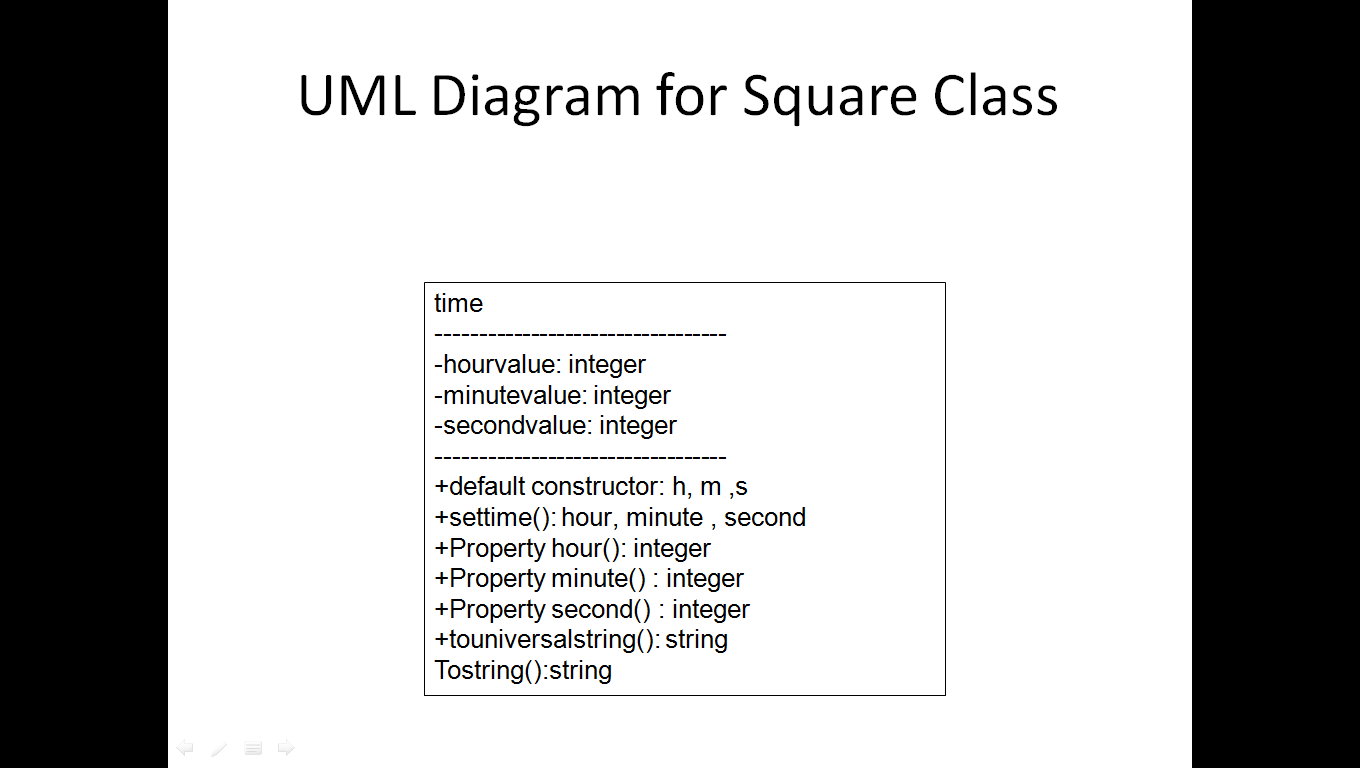 UML Diagram for Square Class
time
----------------------------------
-hourvalue: integer
-minutevalue: integer
-secondvalue: integer
----------------------------------
+default constructor: h, m ,s
+settime(): hour, minute , second
+Property hour(): integer
+Property minute() : integer
+Property second() : integer
+touniversalstring(): string
Tostring():string